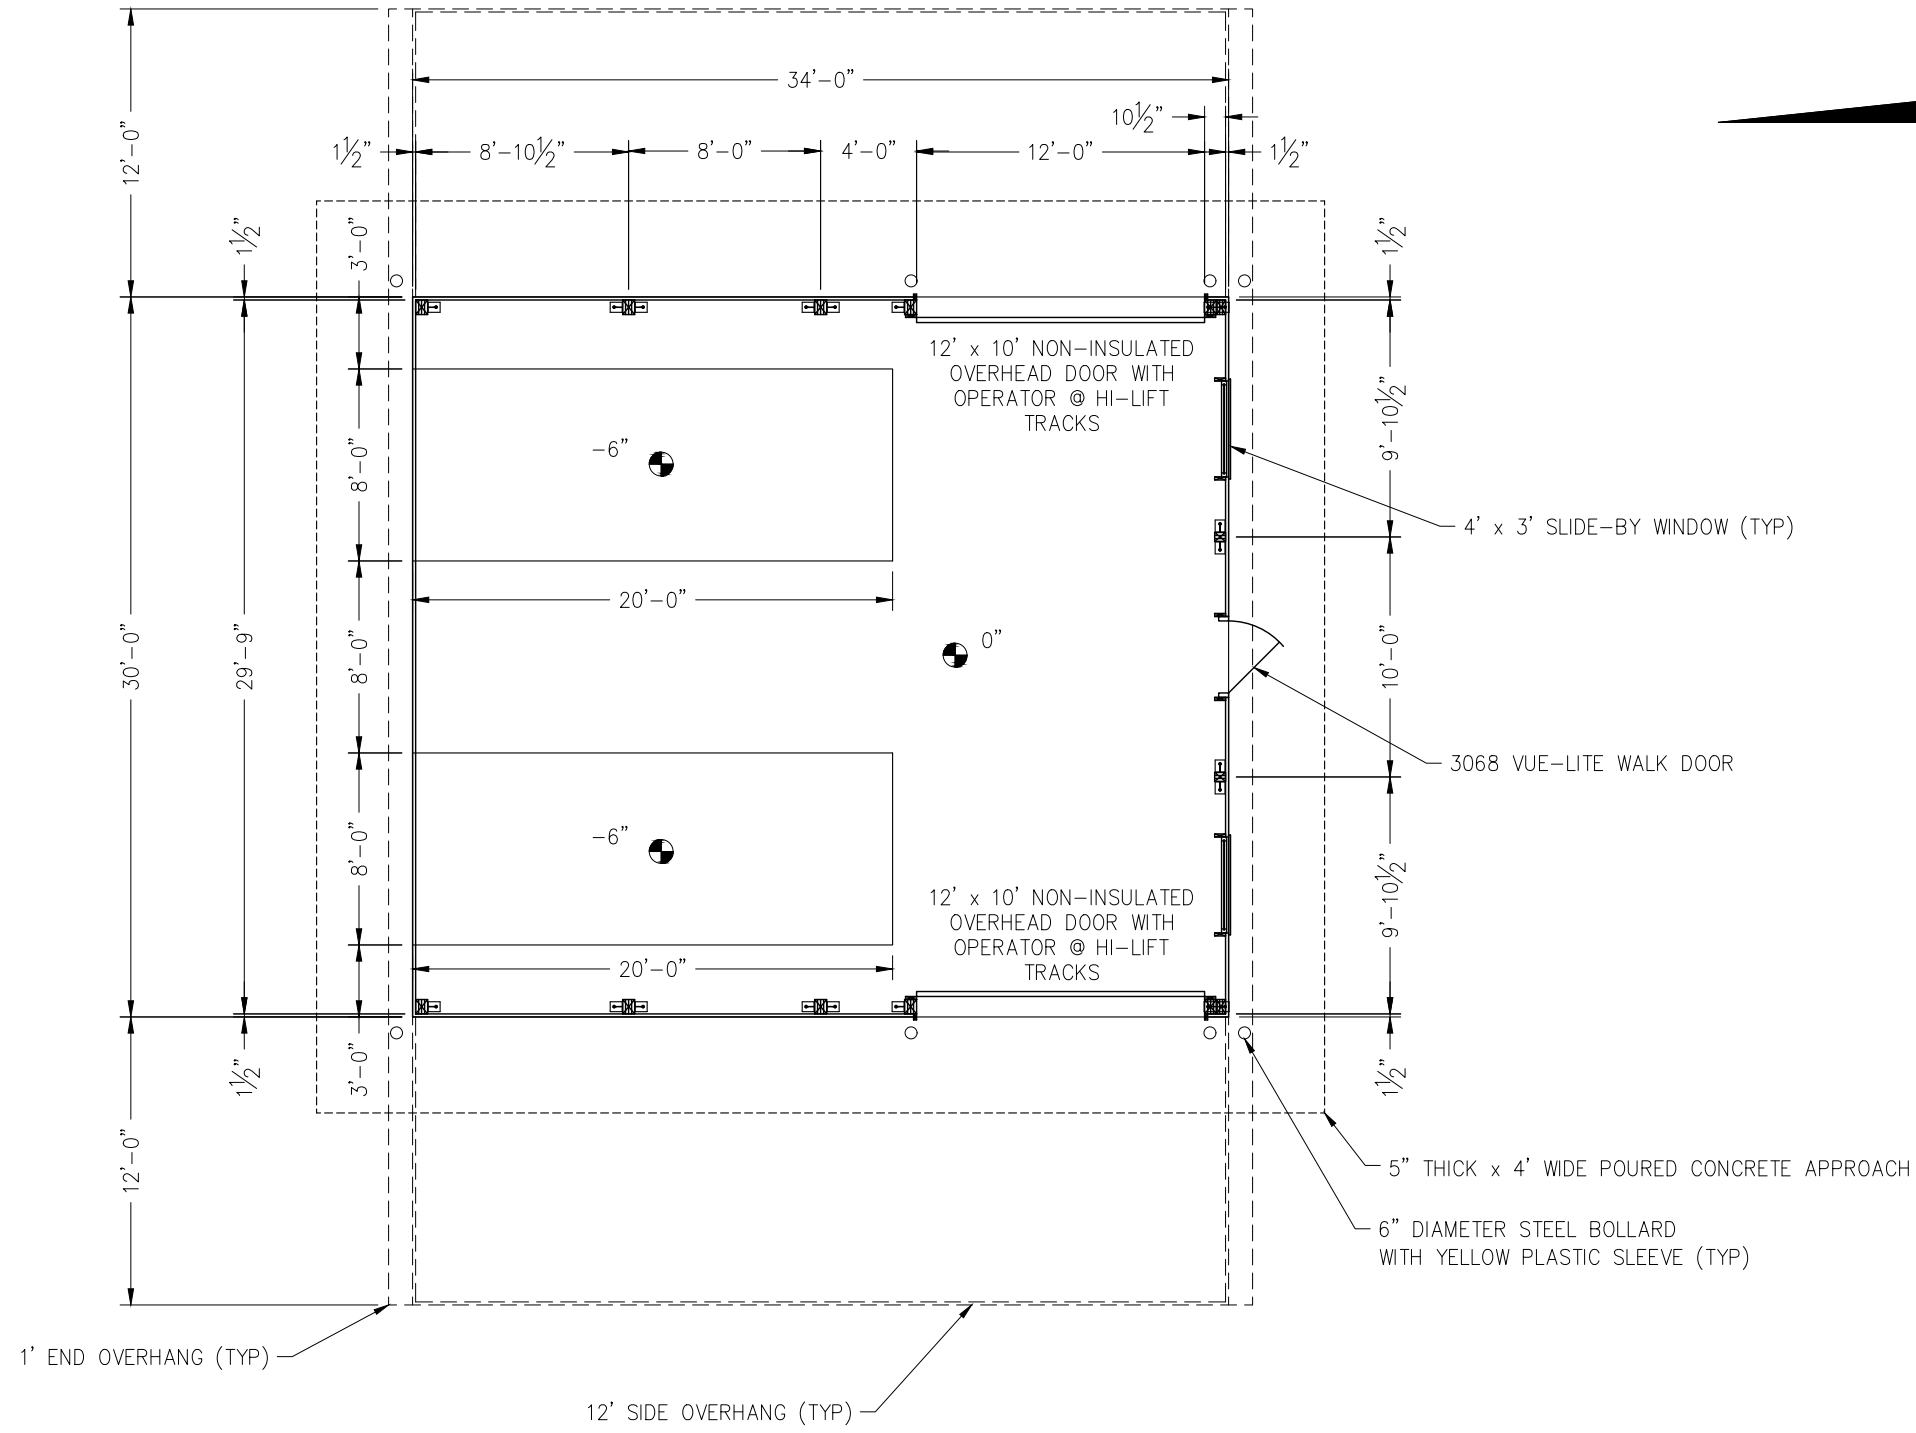 34'-0"
10½"
1½"
8'-10½"
8'-0"
4'-0"
12'-0"
1½"
12'-0"
1½"
3'-0"
1½"
12' x 10' NON-INSULATED
OVERHEAD DOOR WITH
OPERATOR @ HI-LIFT
TRACKS
8'-0"
-6"
9'-10½"
4' x 3' SLIDE-BY WINDOW (TYP)
20'-0"
30'-0"
29'-9"
8'-0"
0"
10'-0"
3068 VUE-LITE WALK DOOR
8'-0"
-6"
9'-10½"
12' x 10' NON-INSULATED
OVERHEAD DOOR WITH
OPERATOR @ HI-LIFT
TRACKS
20'-0"
1½"
3'-0"
1½"
12'-0"
5" THICK x 4' WIDE POURED CONCRETE APPROACH
6" DIAMETER STEEL BOLLARD
WITH YELLOW PLASTIC SLEEVE (TYP)
1' END OVERHANG (TYP)
12' SIDE OVERHANG (TYP)